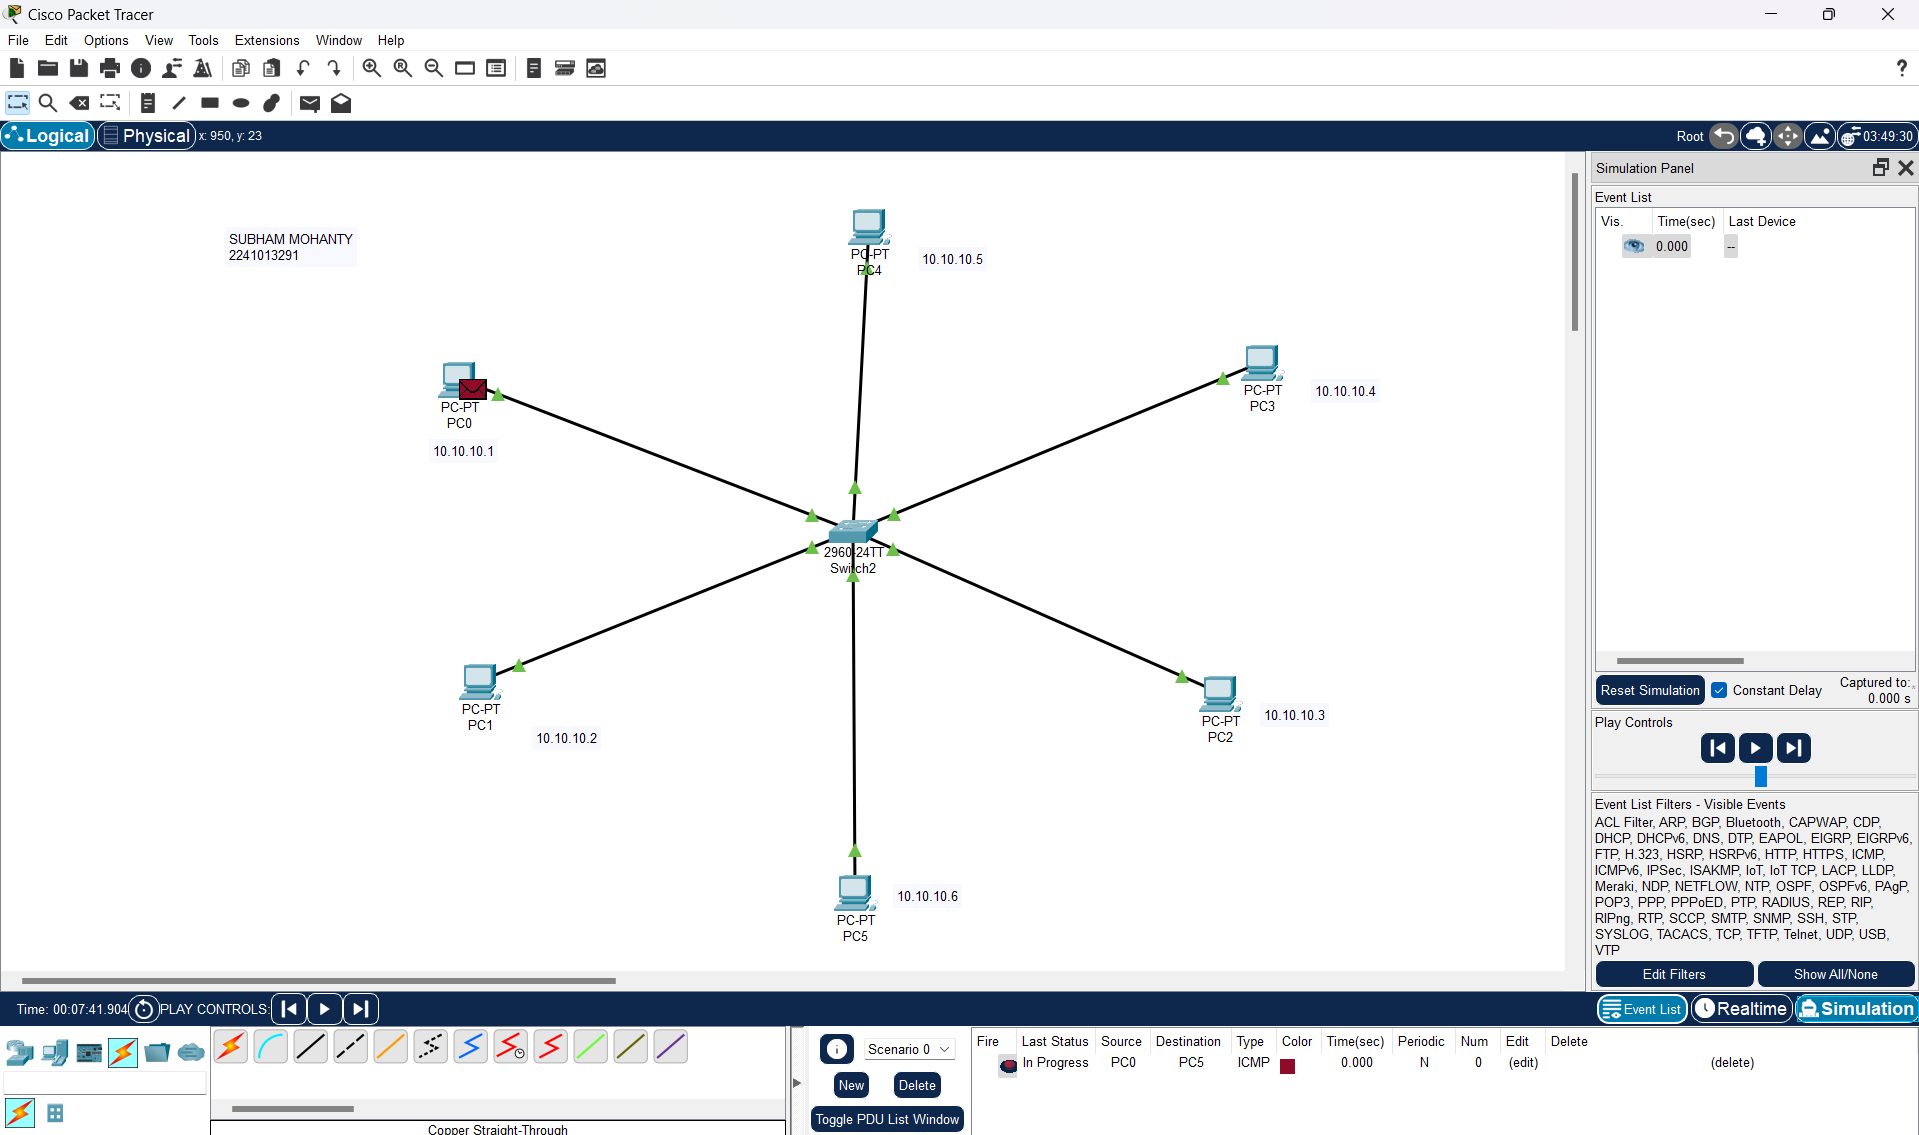 Cisco Packet Tracer
File Edit Options View Tools Extensions Window Help
?
Logical Physical x: 950, y: 23 Root 03:49:30
SUBHAM MOHANTY
2241013291
PC-PT
PC4
10.10.10.5
PC-PT
PC0
10.10.10.1
PC-PT
PC3
10.10.10.4
2960-24TT
Switch2
PC-PT
PC1
10.10.10.2
PC-PT
PC2
10.10.10.3
PC-PT
PC5
10.10.10.6
Simulation Panel
Event List
Vis. Time(sec) Last Device
0.000 --
Reset Simulation Constant Delay Captured to:
0.000 s
Play Controls
Event List Filters - Visible Events
ACL Filter, ARP, BGP, Bluetooth, CAPWAP, CDP,
DHCP, DHCPv6, DNS, DTP, EAPOL, EIGRP, EIGRPv6,
FTP, H.323, HSRP, HSRPv6, HTTP, HTTPS, ICMP,
ICMPv6, IPSec, ISAKMP, IoT, IoT TCP, LACP, LLDP,
Meraki, NDP, NETFLOW, NTP, OSPF, OSPFv6, PAgP,
POP3, PPP, PPPoED, PTP, RADIUS, REP, RIP,
RIPng, RTP, SCCP, SMTP, SNMP, SSH, STP,
SYSLOG, TACACS, TCP, TFTP, Telnet, UDP, USB,
VTP
Edit Filters Show All/None
Time: 00:07:41.904 PLAY CONTROLS: Event List Realtime Simulation
Copper Straight-Through
Scenario 0
New Delete
Toggle PDU List Window
Fire Last Status Source Destination Type Color Time(sec) Periodic Num Edit Delete
In Progress PC0 PC5 ICMP 0.000 N 0 (edit) (delete)